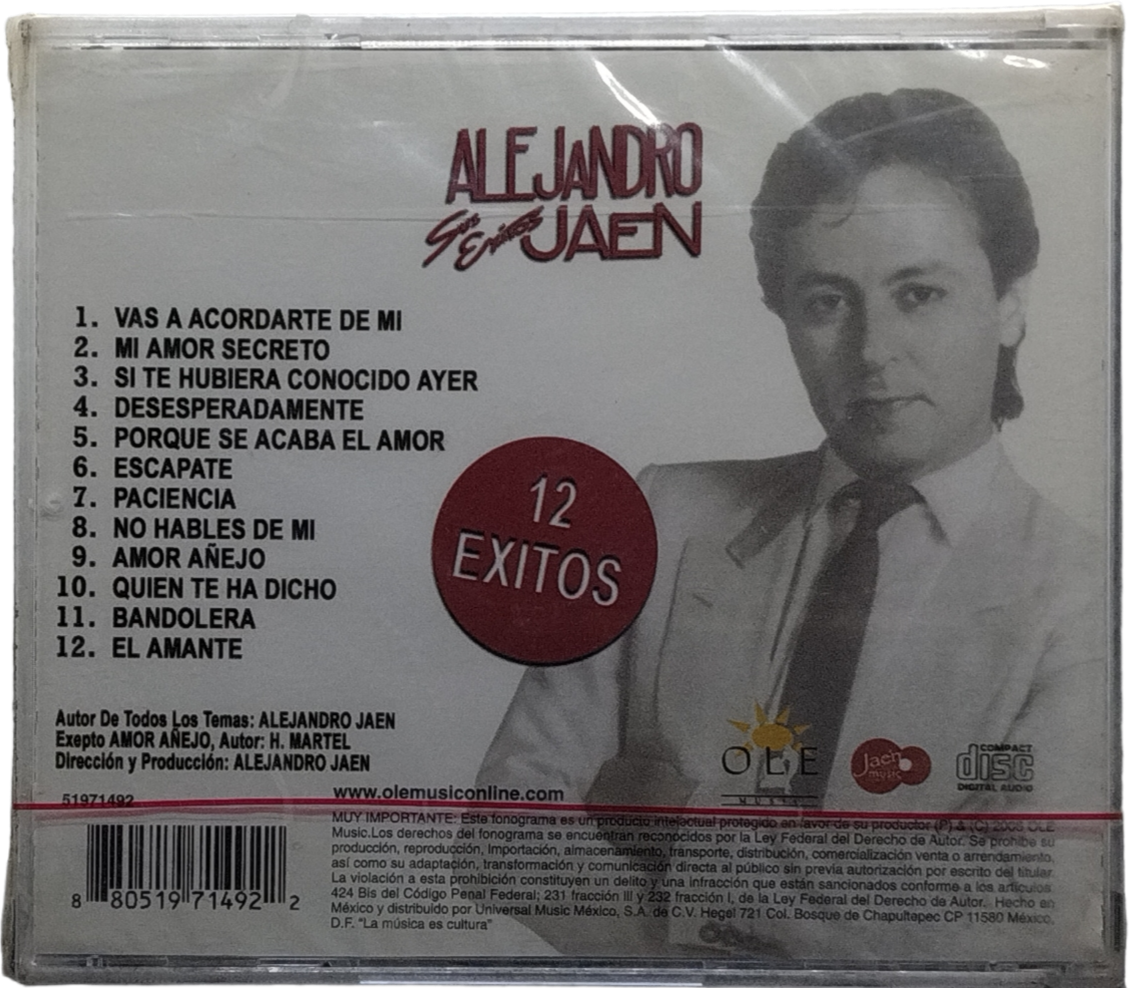 ALEJANDRO
Sus Exitos JAEN
1. VAS A ACORDARTE DE MI
2. MI AMOR SECRETO
3. SI TE HUBIERA CONOCIDO AYER
4. DESESPERADAMENTE
5. PORQUE SE ACABA EL AMOR
6. ESCAPATE
7. PACIENCIA
8. NO HABLES DE MI
9. AMOR AÑEJO
10. QUIEN TE HA DICHO
11. BANDOLERA
12. EL AMANTE
12
EXITOS
Autor De Todos Los Temas: ALEJANDRO JAEN
Exepto AMOR AÑEJO, Autor: H. MARTEL
Dirección y Producción: ALEJANDRO JAEN
OLE
MUSIC
Jaen
music
COMPACT
disc
DIGITAL AUDIO
51971492
www.olemusiconline.com
8 80519 71492 2
MUY IMPORTANTE: Este fonograma es un producto intelectual protegido en favor de su productor (P) & (C) OLE
Music.Los derechos del fonograma se encuentran reconocidos por la Ley Federal del Derecho de Autor. Se prohibe su
producción, reproducción, Importación, almacenamiento, transporte, distribución, comercialización venta o arrendamiento,
así como su adaptación, transformación y comunicación directa al público sin previa autorización por escrito del titular.
La violación a esta prohibición constituyen un delito y una infracción que están sancionados conforme a los artículos
424 Bis del Código Penal Federal; 231 fracción III y 232 fracción I, de la Ley Federal de Derecho de Autor. Hecho en
México y distribuido por Universal Music México, S.A. de C.V. Hegel 721 Col. Bosque de Chapultepec CP 11580 México,
D.F. “La música es cultura”